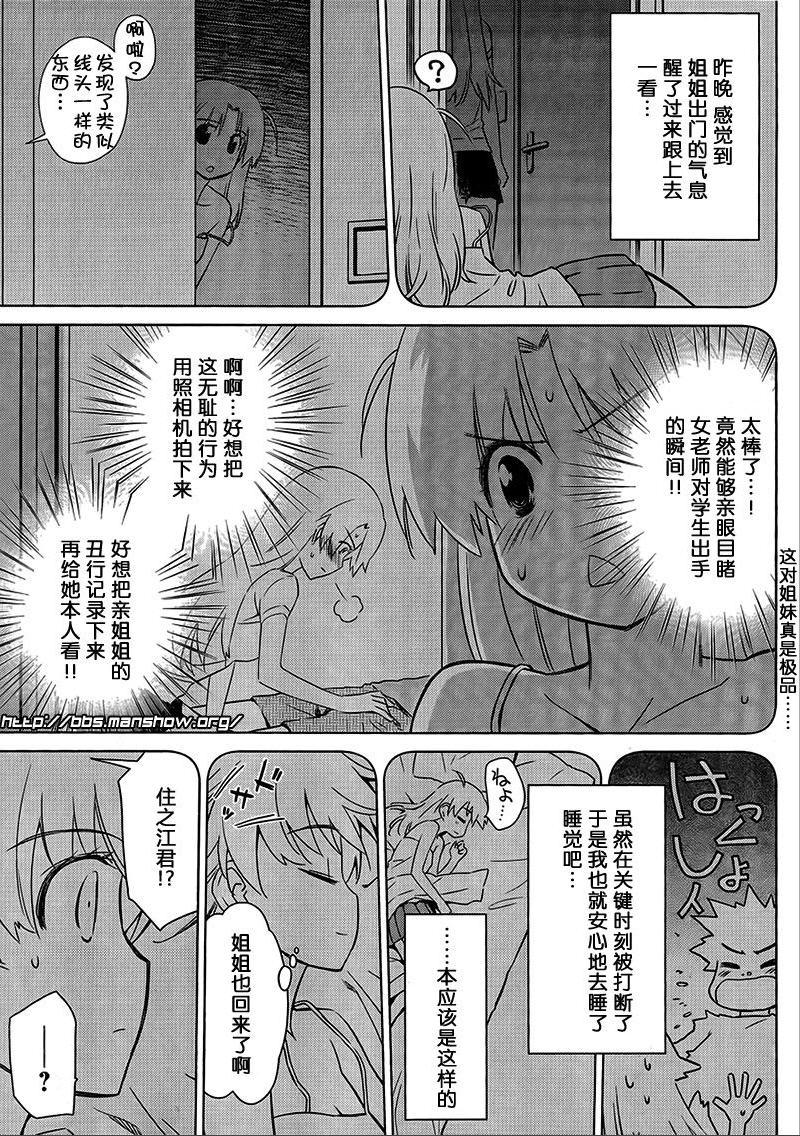 昨晚 感觉到
姐姐出门的气息
醒了过来跟上去
一看…
?
啊啦?
发现了类似
线头一样的
东西…
太棒了…!
竟然能够亲眼目睹
女老师对学生出手
的瞬间!!
啊啊…好想把
这无耻的行为
用照相机拍下来
好想把亲姐姐的
丑行记录下来
再给她本人看!!
这对姐妹真是极品……
http://bbs.manshow.org/
はっくしょん
虽然在关键时刻被打断了
于是我也就安心地去睡了
睡觉吧…
ねよ…
……本应该是这样的
姐姐也回来了啊
住之江君!?
——?